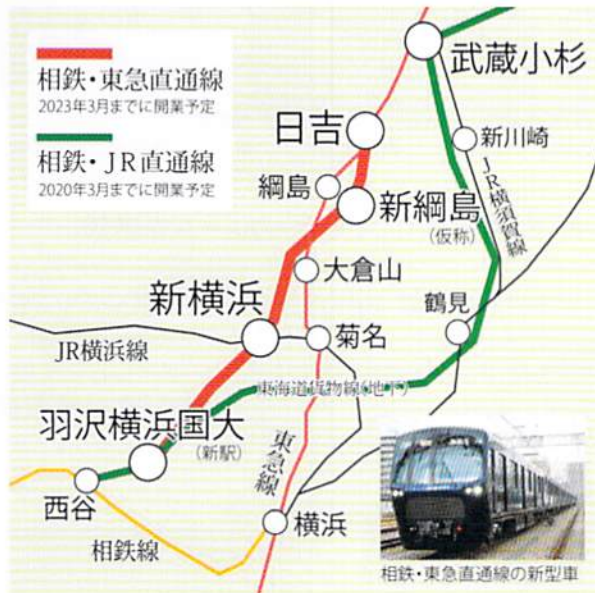 相鉄・東急直通線
2023年3月までに開業予定
相鉄・JR直通線
2020年3月までに開業予定
武蔵小杉
日吉
新川崎
綱島
新綱島
(仮称)
JR横須賀線
大倉山
新横浜
鶴見
JR横浜線
菊名
東海道貨物線(地下)
羽沢横浜国大
(新駅)
東急線
西谷
横浜
相鉄線
相鉄・東急直通線の新型車